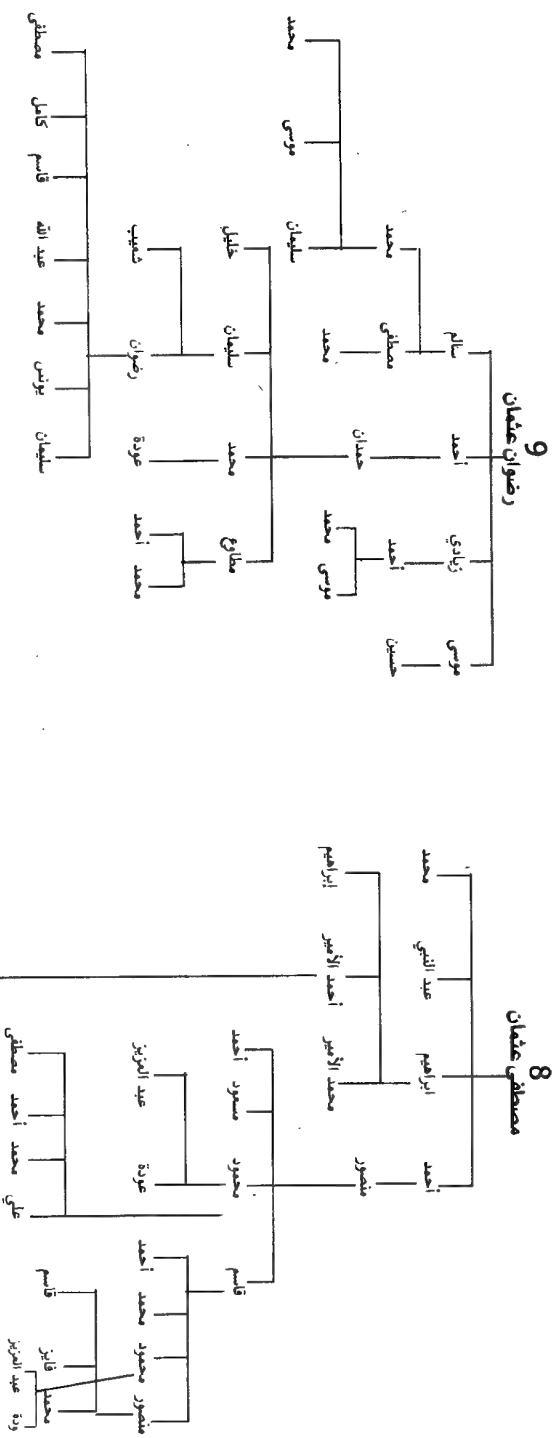 8
مصطفى عثمان
أحمد ابراهيم عبد النبي محمد
منصور
محمد الأمير أحمد الأمير إبراهيم
قاسم محمود مسعود أحمد
منصور محمود محمد أحمد
عودة عبد العزيز
محمد فايز قاسم
ودة عبد العزيز
علي محمد أحمد مصطفى
9
رضوان عثمان
موسى زيادي أحمد سالم
حسين أحمد مصطفى محمد
حمدان
موسى محمد محمد
سليمان
موسى محمد
مطاوع محمد سليمان خليل
محمد أحمد عودة رضوان شعيب
سليمان يونس محمد عبد الله قاسم كامل مصطفى